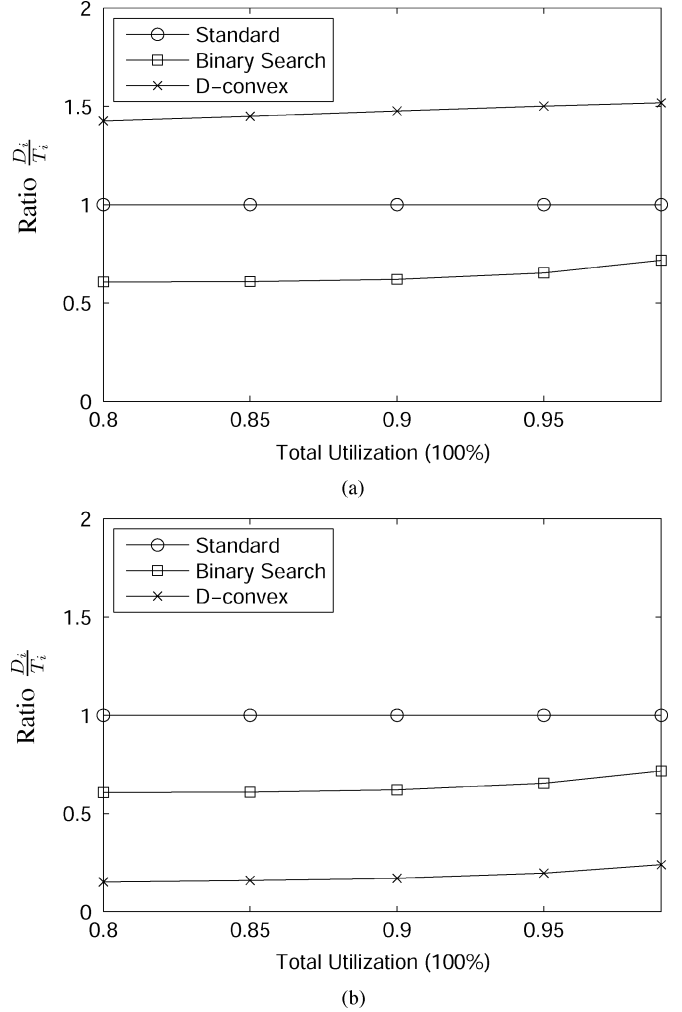 2
Standard
Binary Search
D-convex
1.5
1
0.5
0
Ratio D_i/T_i
0.8 0.85 0.9 0.95
Total Utilization (100%)
(a)
2
Standard
Binary Search
D-convex
1.5
1
0.5
0
Ratio D_i/T_i
0.8 0.85 0.9 0.95
Total Utilization (100%)
(b)